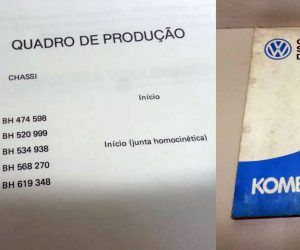 QUADRO DE PRODUÇÃO
CHASSI
Início
BH 474 598
BH 520 999
BH 534 938 Início (junta homocinética)
BH 568 270
BH 619 348